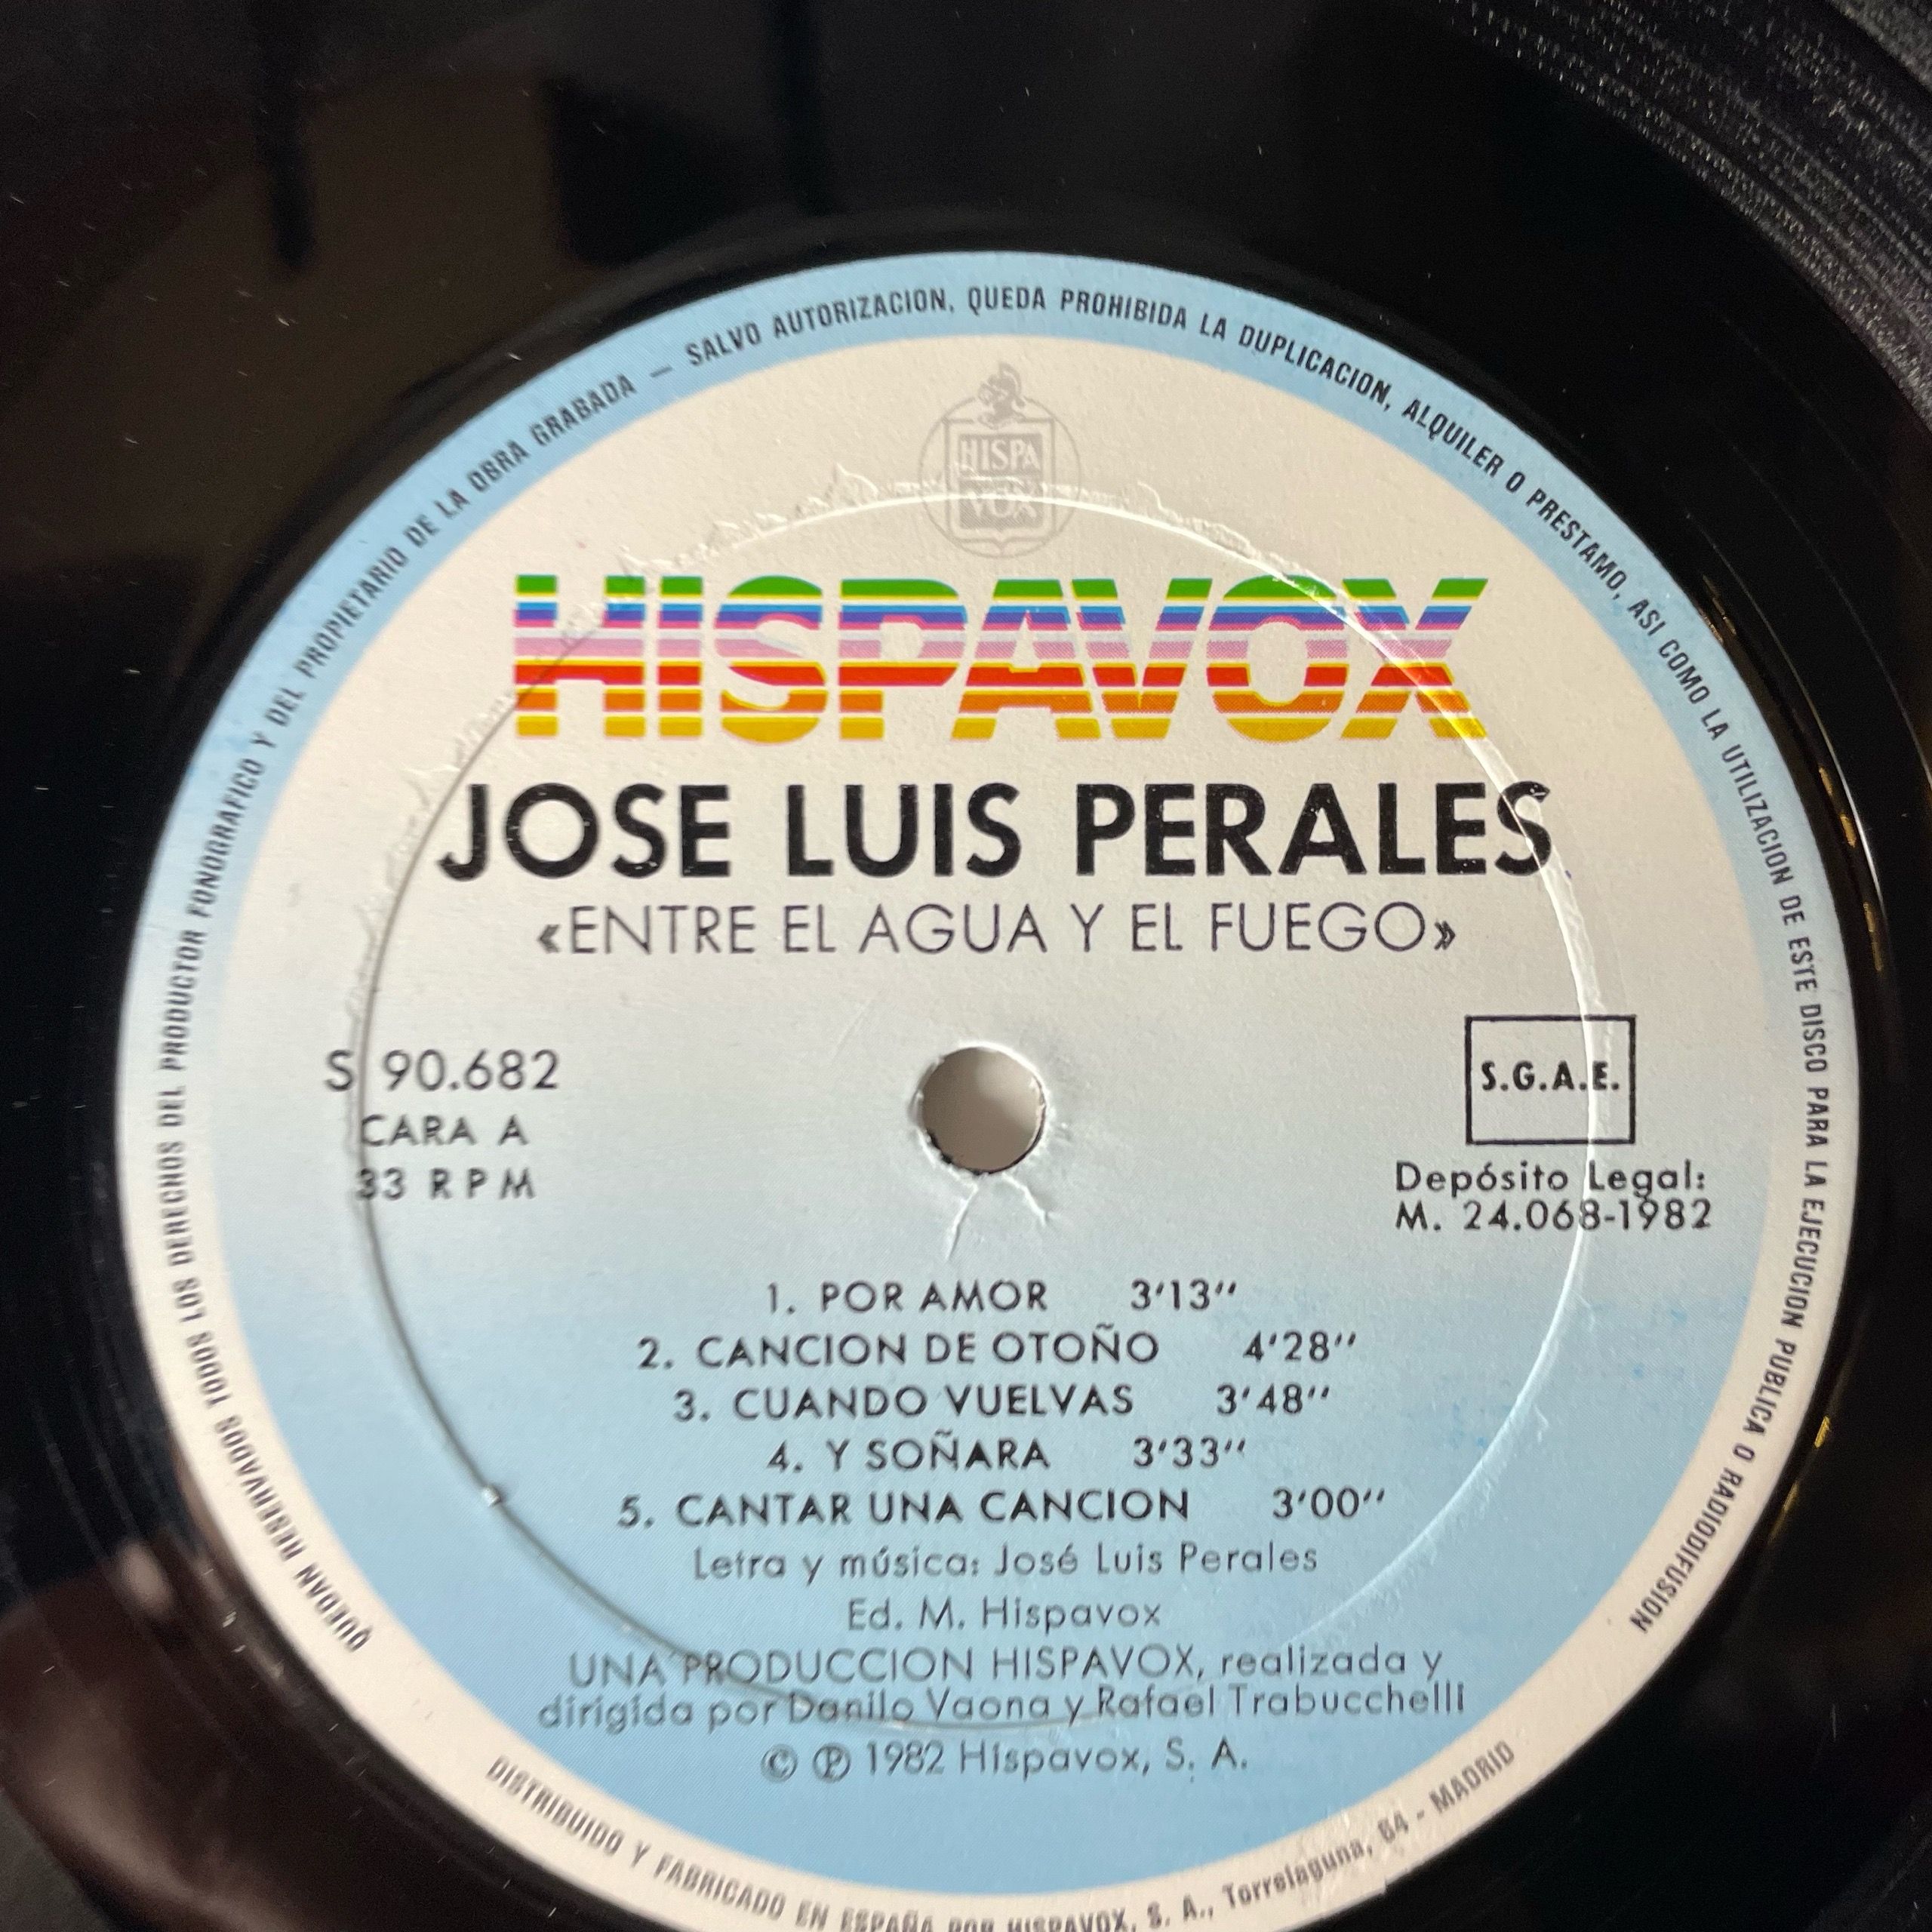 QUEDAN RESERVADOS TODOS LOS DERECHOS DEL PRODUCTOR FONOGRAFICO Y DEL PROPIETARIO DE LA OBRA GRABADA — SALVO AUTORIZACION, QUEDA PROHIBIDA LA DUPLICACION, ALQUILER O PRESTAMO, ASI COMO LA UTILIZACION DE ESTE DISCO PARA LA EJECUCION PUBLICA O RADIODIFUSION
HISPA
VOX
HISPAVOX
JOSE LUIS PERALES
«ENTRE EL AGUA Y EL FUEGO»
S 90.682
CARA A
33 RPM
S.G.A.E.
Depósito Legal:
M. 24.068-1982
1. POR AMOR 3'13''
2. CANCION DE OTOÑO 4'28''
3. CUANDO VUELVAS 3'48''
4. Y SOÑARA 3'33''
5. CANTAR UNA CANCION 3'00''
Letra y música: José Luis Perales
Ed. M. Hispavox
UNA PRODUCCION HISPAVOX, realizada y
dirigida por Danilo Vaona y Rafael Trabucchelli
© ℗ 1982 Hispavox, S. A.
DISTRIBUIDO Y FABRICADO EN ESPAÑA POR HISPAVOX, S. A., Torrelaguna, 64 - MADRID